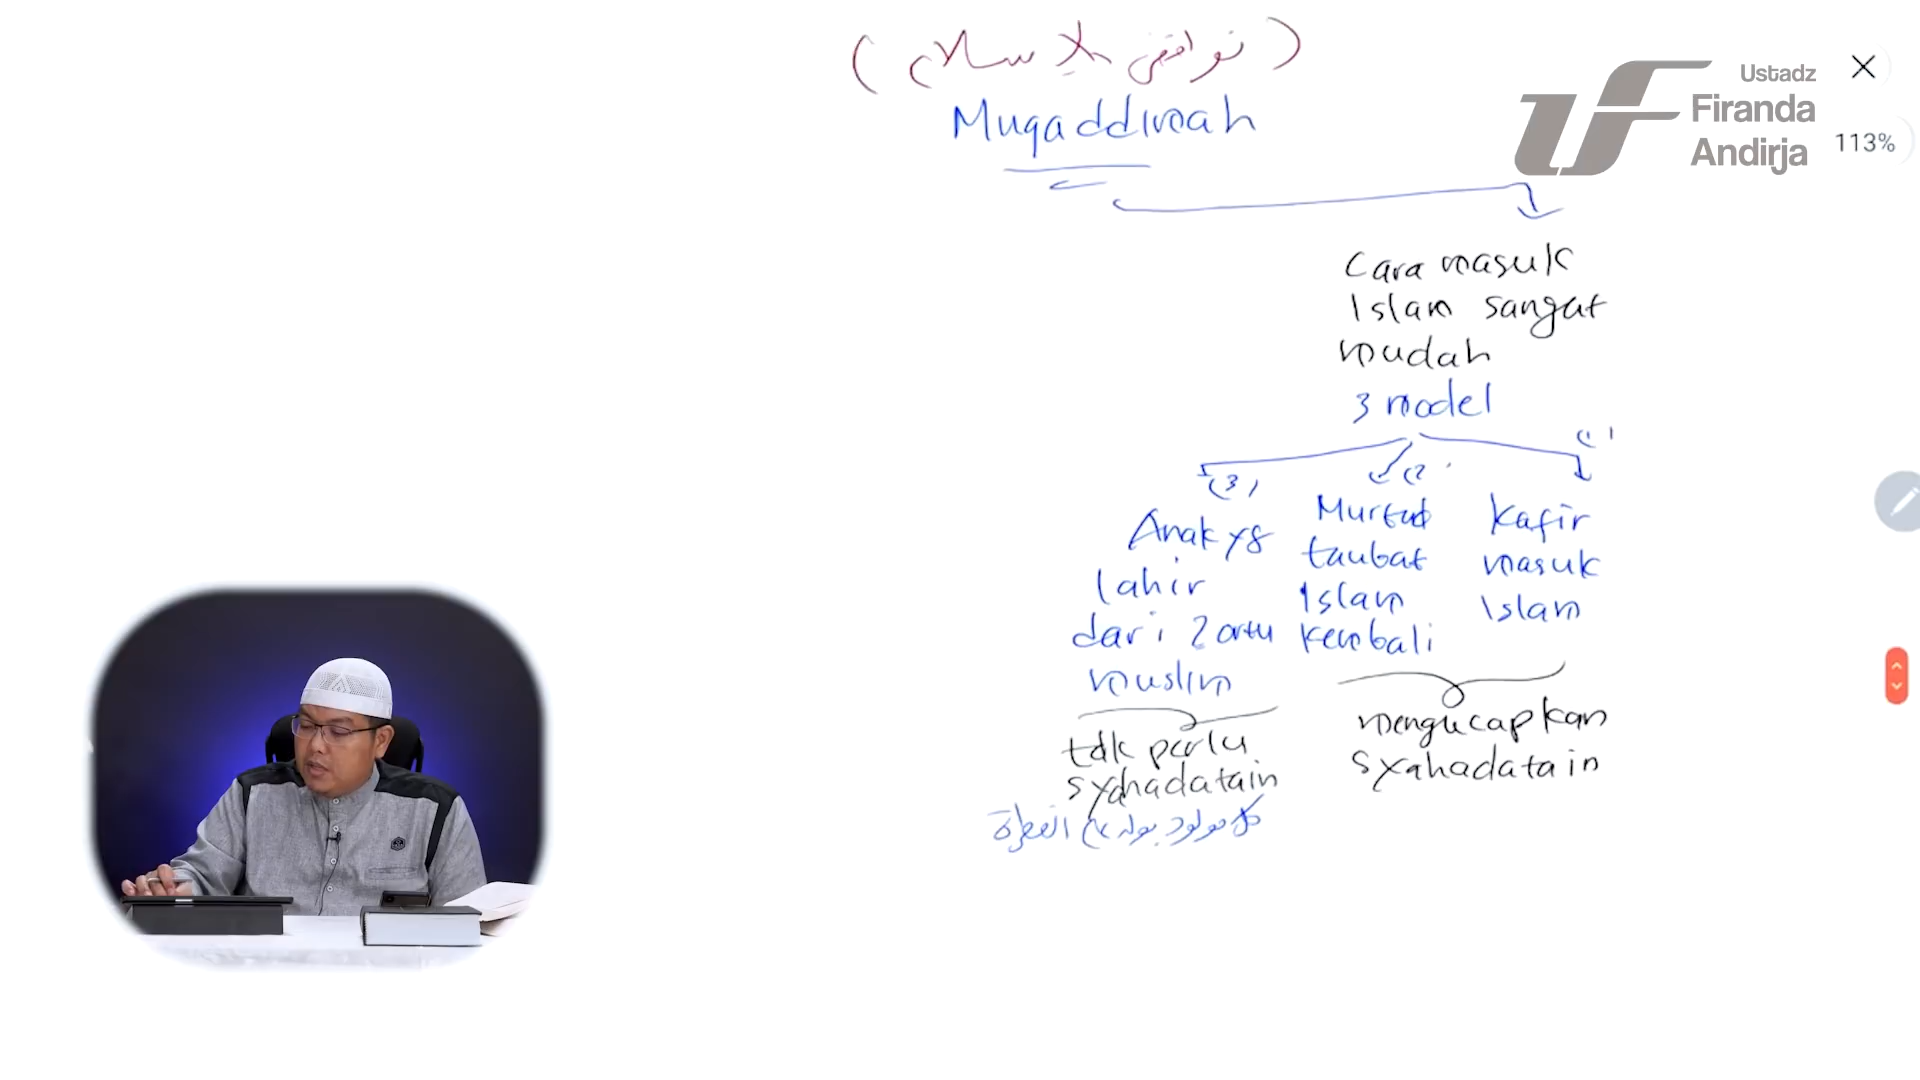 (نواقض الإسلام)
Muqaddimah
Ustadz
Firanda
Andirja
113%
Cara masuk
Islam sangat
mudah
3 model
(1)
Kafir
masuk
Islam
(2
Murtad
taubat
Islam
kembali
mengucapkan
syahadatain
(3)
Anak yg
lahir
dari 2 ortu
muslim
tdk perlu
syahadatain
كل مولود يولد على الفطرة